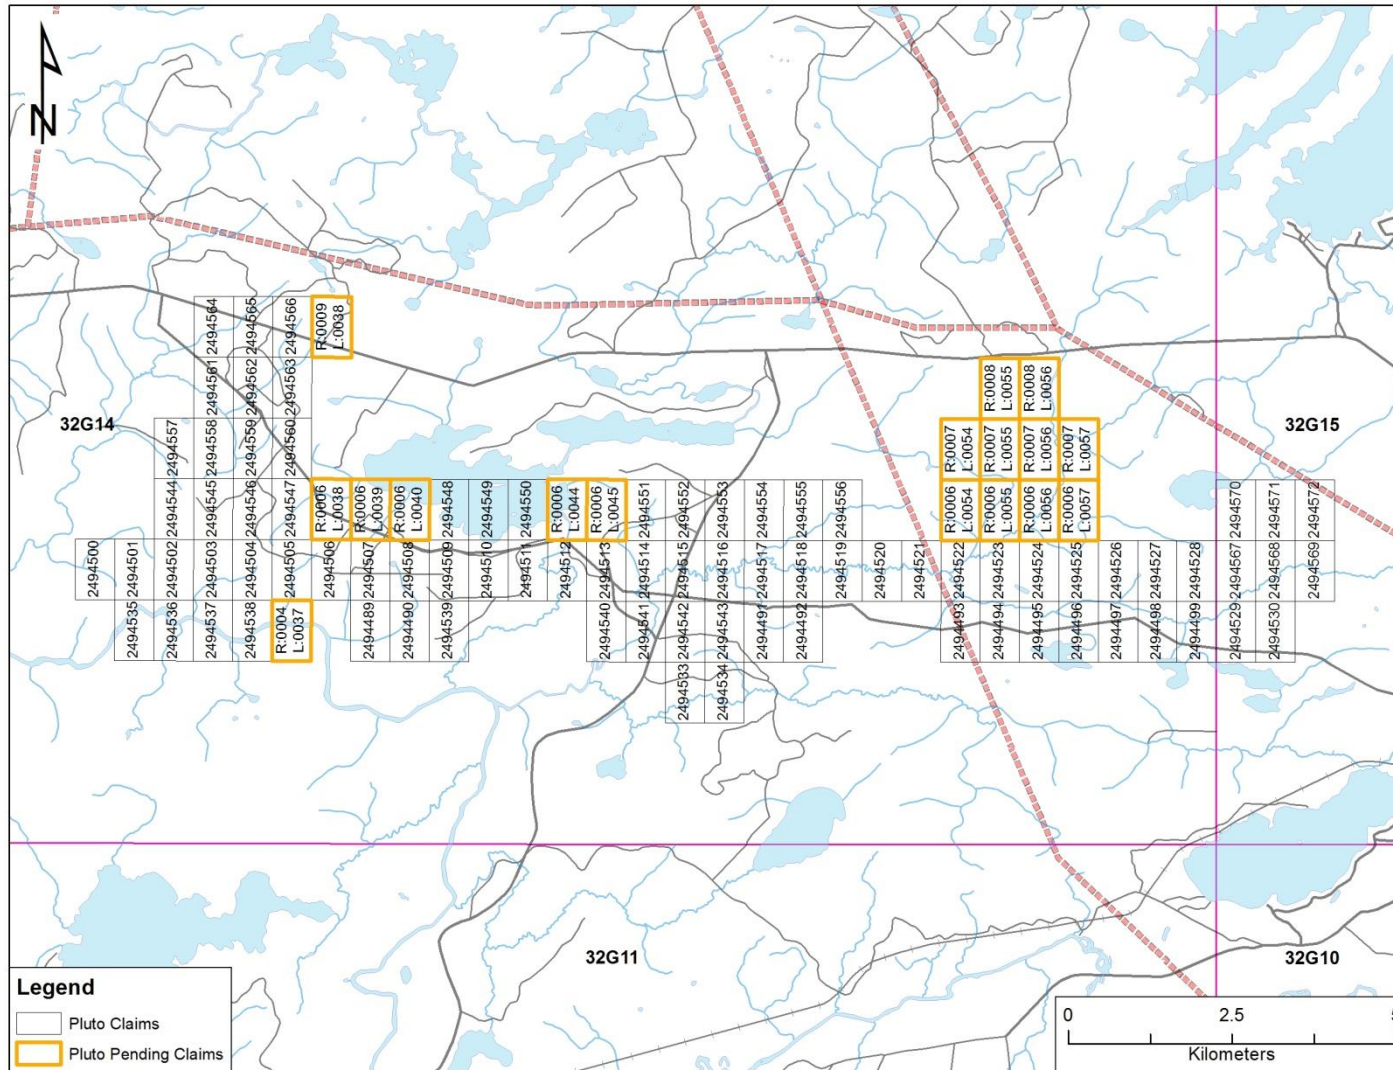 N
2494564
2494565
2494566
R:0009
L:0038
2494561
2494562
2494563
R:0008
L:0055
R:0008
L:0056
32G14
32G15
2494557
2494558
2494559
2494560
R:0007
L:0054
R:0007
L:0055
R:0007
L:0056
R:0007
L:0057
2494544
2494545
2494546
2494547
R:0006
L:0038
R:0006
L:0039
R:0006
L:0040
2494548
2494549
2494550
R:0006
L:0044
R:0006
L:0045
2494551
2494552
2494553
2494554
2494555
2494556
R:0006
L:0054
R:0006
L:0055
R:0006
L:0056
R:0006
L:0057
2494570
2494571
2494572
2494500
2494501
2494502
2494503
2494504
2494505
2494506
2494507
2494508
2494509
2494510
2494511
2494512
2494513
2494514
2494515
2494516
2494517
2494518
2494519
2494520
2494521
2494522
2494523
2494524
2494525
2494526
2494527
2494528
2494567
2494568
2494569
2494535
2494536
2494537
2494538
R:0004
L:0037
2494489
2494490
2494539
2494540
2494541
2494542
2494543
2494491
2494492
2494493
2494494
2494495
2494496
2494497
2494498
2494499
2494529
2494530
2494533
2494534
32G11
32G10
Legend
Pluto Claims
Pluto Pending Claims
0 2.5 5
Kilometers